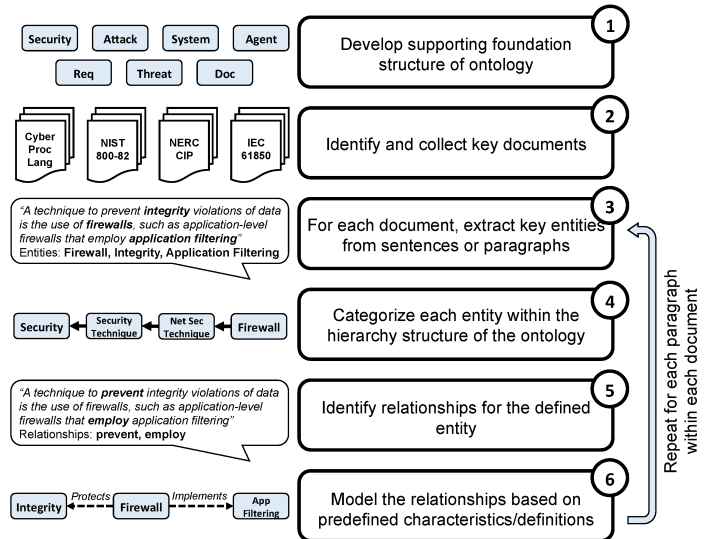 Security Attack System Agent
Req Threat Doc
1
Develop supporting foundation
structure of ontology
Cyber
Proc
Lang
NIST
800-82
NERC
CIP
IEC
61850
2
Identify and collect key documents
“A technique to prevent integrity violations of data
is the use of firewalls, such as application-level
firewalls that employ application filtering”
Entities: Firewall, Integrity, Application Filtering
3
For each document, extract key entities
from sentences or paragraphs
Security
Security
Technique
Net Sec
Technique
Firewall
4
Categorize each entity within the
hierarchy structure of the ontology
“A technique to prevent integrity violations of data
is the use of firewalls, such as application-level
firewalls that employ application filtering”
Relationships: prevent, employ
5
Identify relationships for the defined
entity
Integrity
Protects
Firewall
Implements
App
Filtering
6
Model the relationships based on
predefined characteristics/definitions
Repeat for each paragraph
within each document